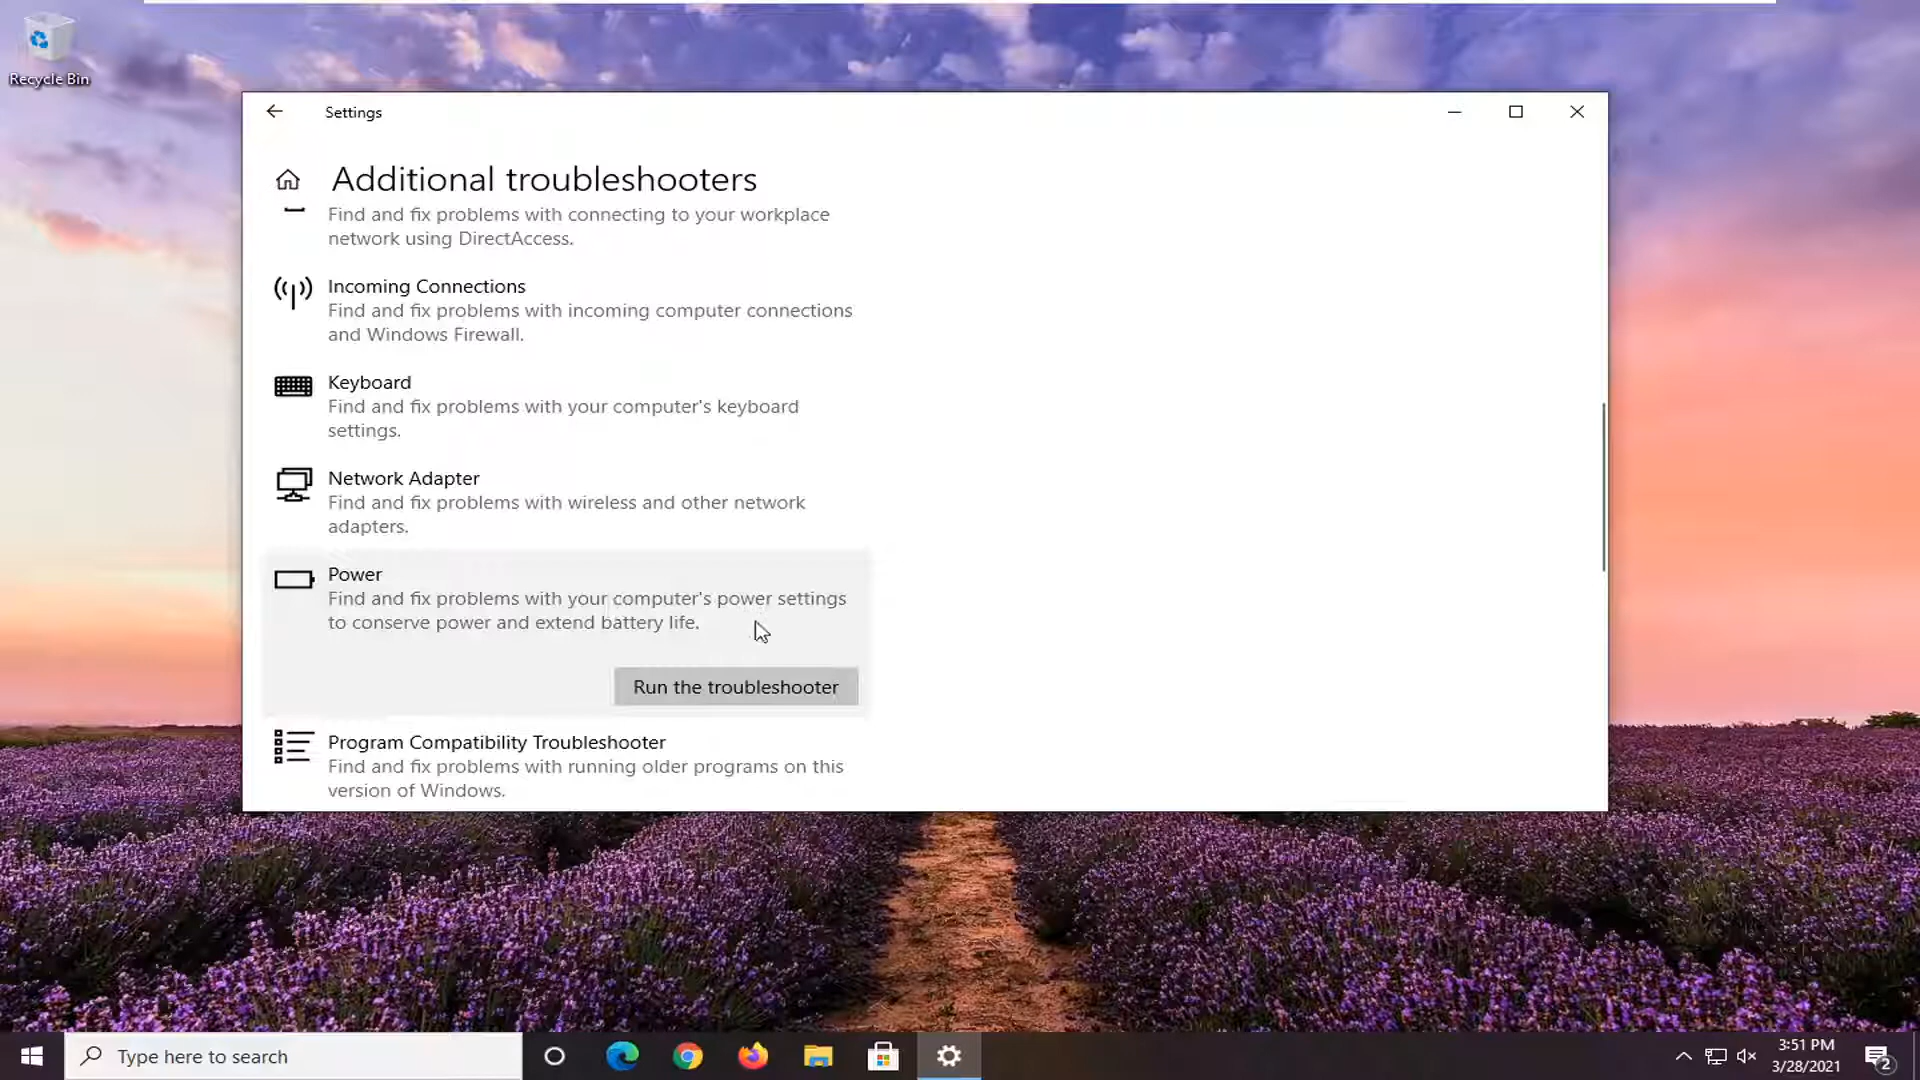 Recycle Bin
Settings
Additional troubleshooters
Find and fix problems with connecting to your workplace
network using DirectAccess.
Incoming Connections
Find and fix problems with incoming computer connections
and Windows Firewall.
Keyboard
Find and fix problems with your computer's keyboard
settings.
Network Adapter
Find and fix problems with wireless and other network
adapters.
Power
Find and fix problems with your computer's power settings
to conserve power and extend battery life.
Run the troubleshooter
Program Compatibility Troubleshooter
Find and fix problems with running older programs on this
version of Windows.
Type here to search
3:51 PM
3/28/2021
2